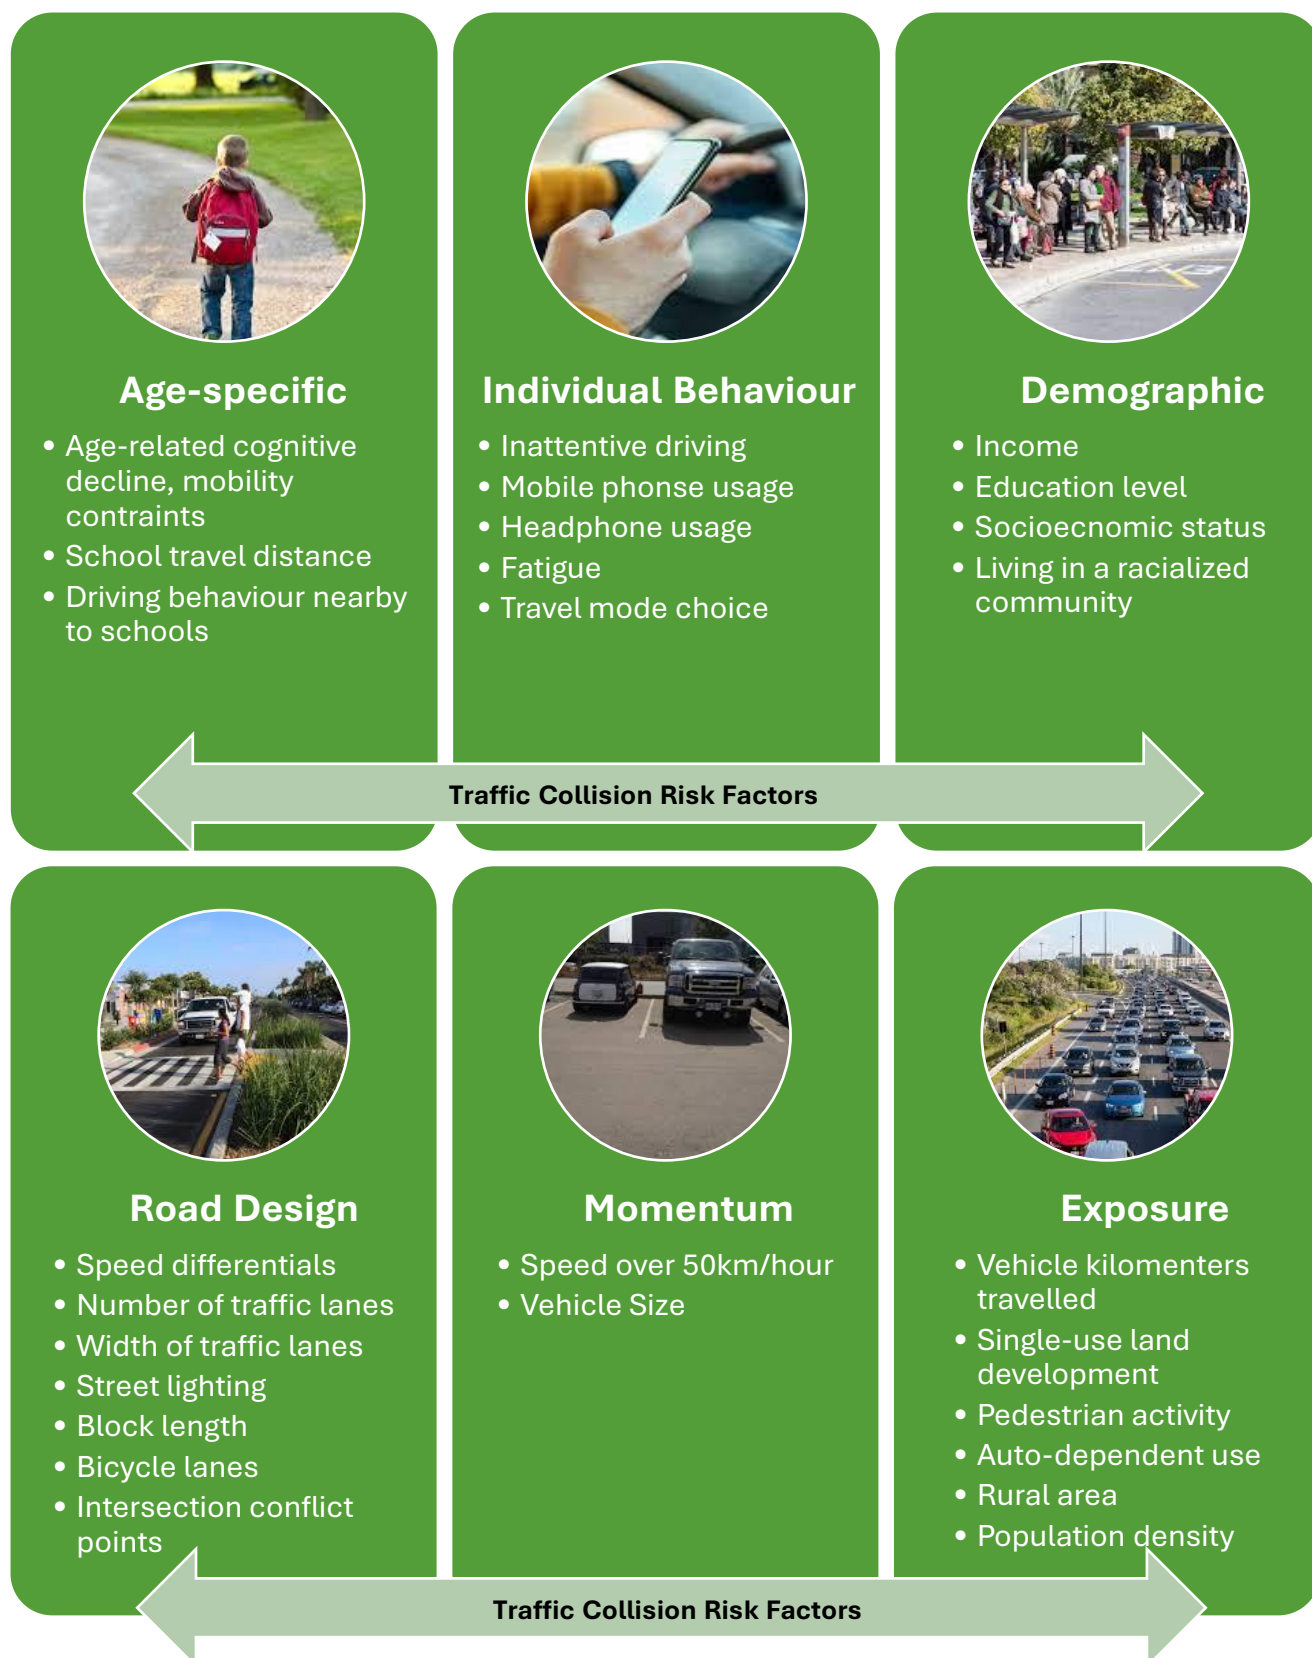 Age-specific
• Age-related cognitive
decline, mobility
contraints
• School travel distance
• Driving behaviour nearby
to schools
Individual Behaviour
• Inattentive driving
• Mobile phonse usage
• Headphone usage
• Fatigue
• Travel mode choice
Demographic
• Income
• Education level
• Socioecnomic status
• Living in a racialized
community
Traffic Collision Risk Factors
Road Design
• Speed differentials
• Number of traffic lanes
• Width of traffic lanes
• Street lighting
• Block length
• Bicycle lanes
• Intersection conflict
points
Momentum
• Speed over 50km/hour
• Vehicle Size
Exposure
• Vehicle kilomenters
travelled
• Single-use land
development
• Pedestrian activity
• Auto-dependent use
• Rural area
• Population density
Traffic Collision Risk Factors